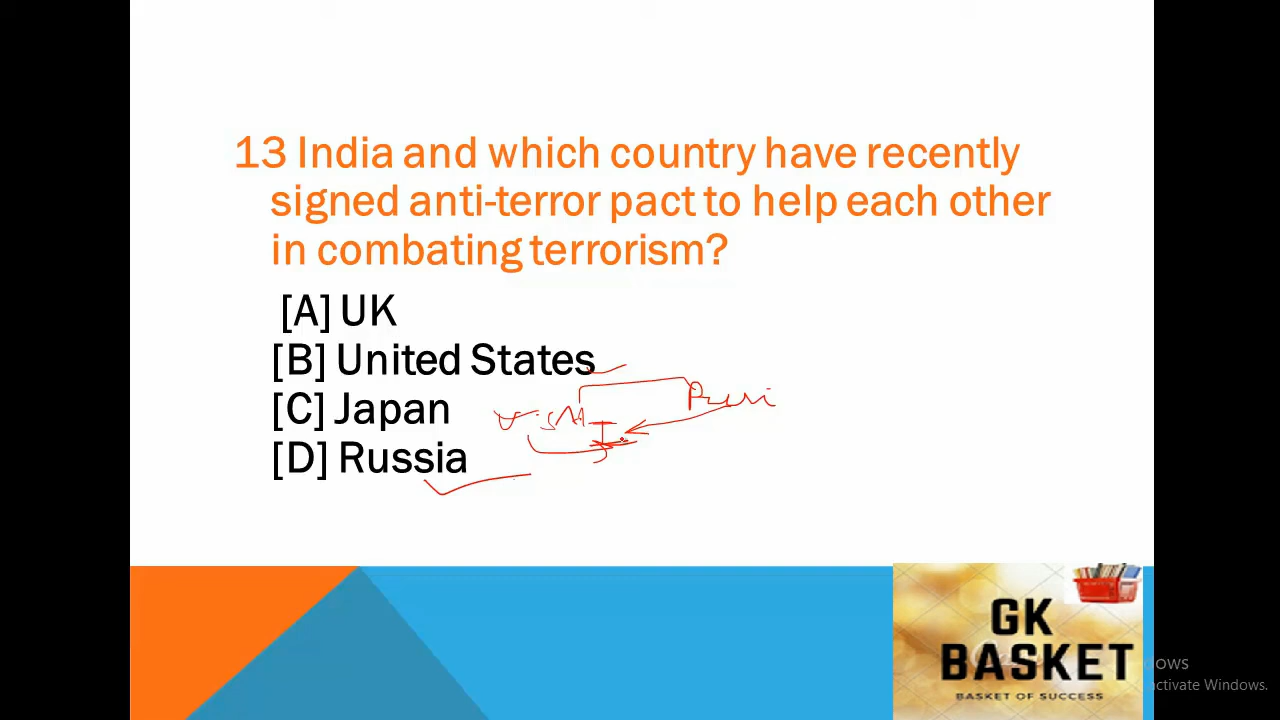 13 India and which country have recently
signed anti-terror pact to help each other
in combating terrorism?
[A] UK
[B] United States
[C] Japan
[D] Russia
GK
BASKET
BASKET OF SUCCESS